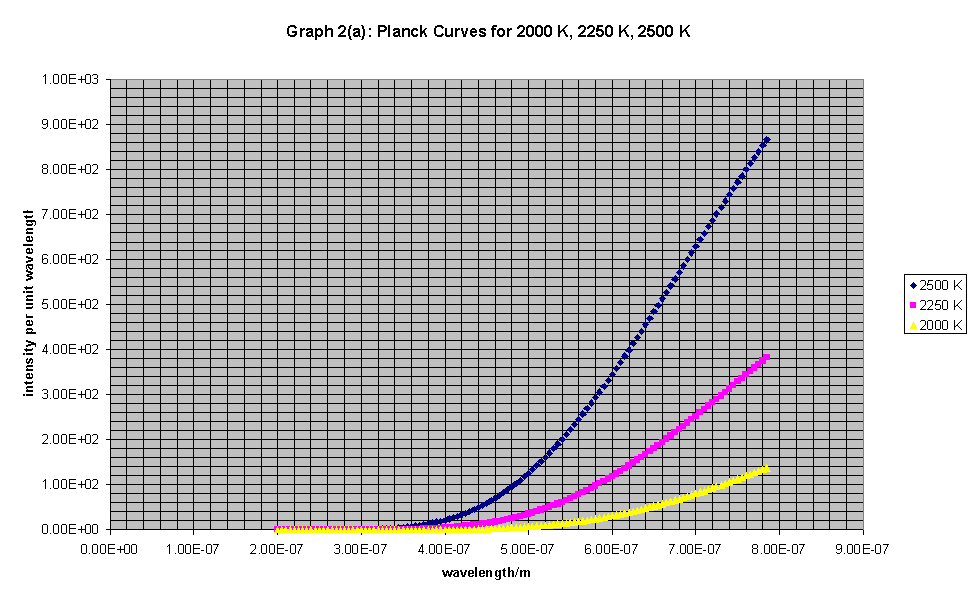 Graph 2(a): Planck Curves for 2000 K, 2250 K, 2500 K
1.00E+03
9.00E+02
8.00E+02
7.00E+02
6.00E+02
5.00E+02
4.00E+02
3.00E+02
2.00E+02
1.00E+02
0.00E+00
intensity per unit wavelength
0.00E+00 1.00E-07 2.00E-07 3.00E-07 4.00E-07 5.00E-07 6.00E-07 7.00E-07 8.00E-07 9.00E-07
wavelength/m
2500 K
2250 K
2000 K